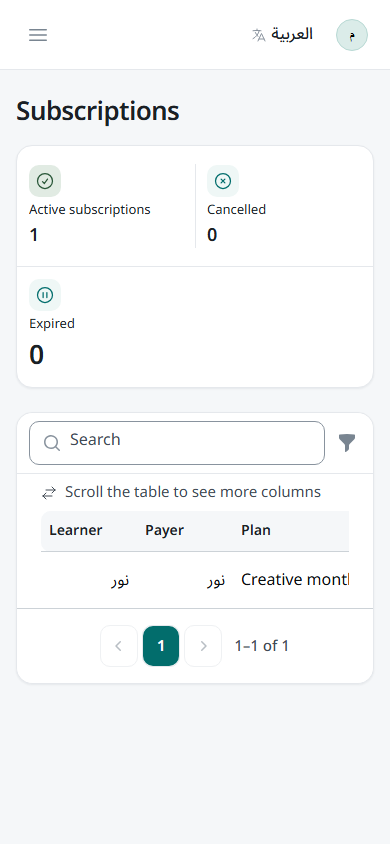 العربية
م
Subscriptions
Active subscriptions
1
Cancelled
0
Expired
0
Search
Scroll the table to see more columns
Learner Payer Plan
نور نور Creative month
1 1–1 of 1